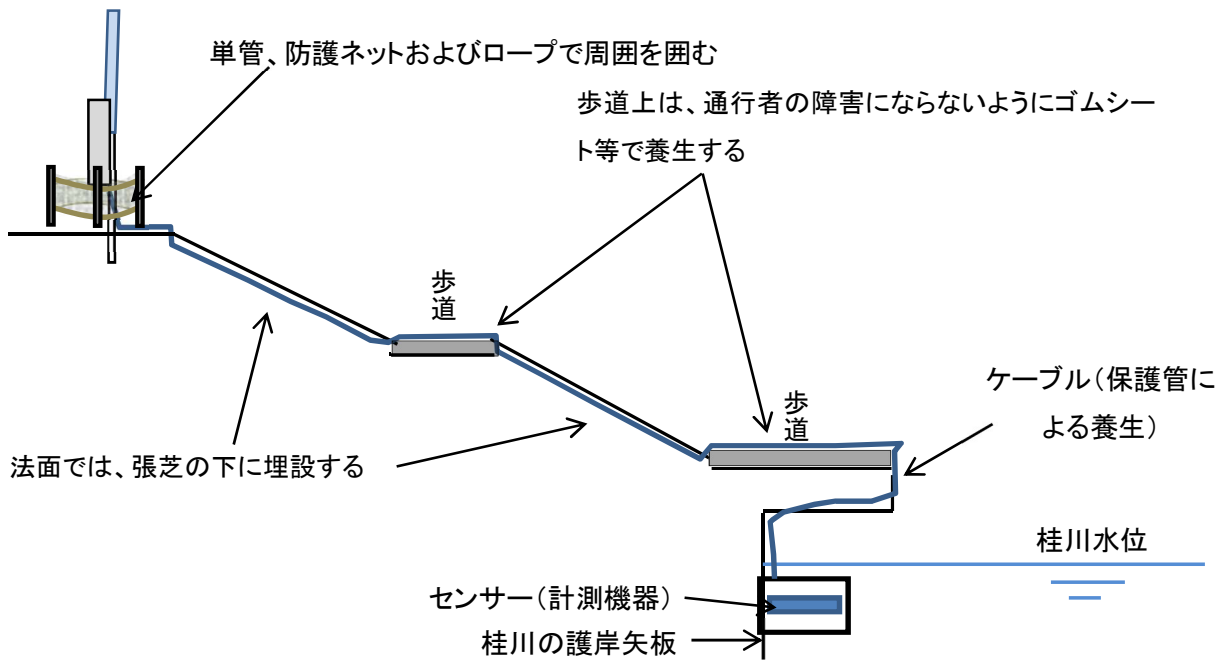 単管、防護ネットおよびロープで周囲を囲む
歩道上は、通行者の障害にならないようにゴムシー
ト等で養生する
歩道
歩道
ケーブル（保護管に
よる養生）
法面では、張芝の下に埋設する
桂川水位
センサー（計測機器）
桂川の護岸矢板